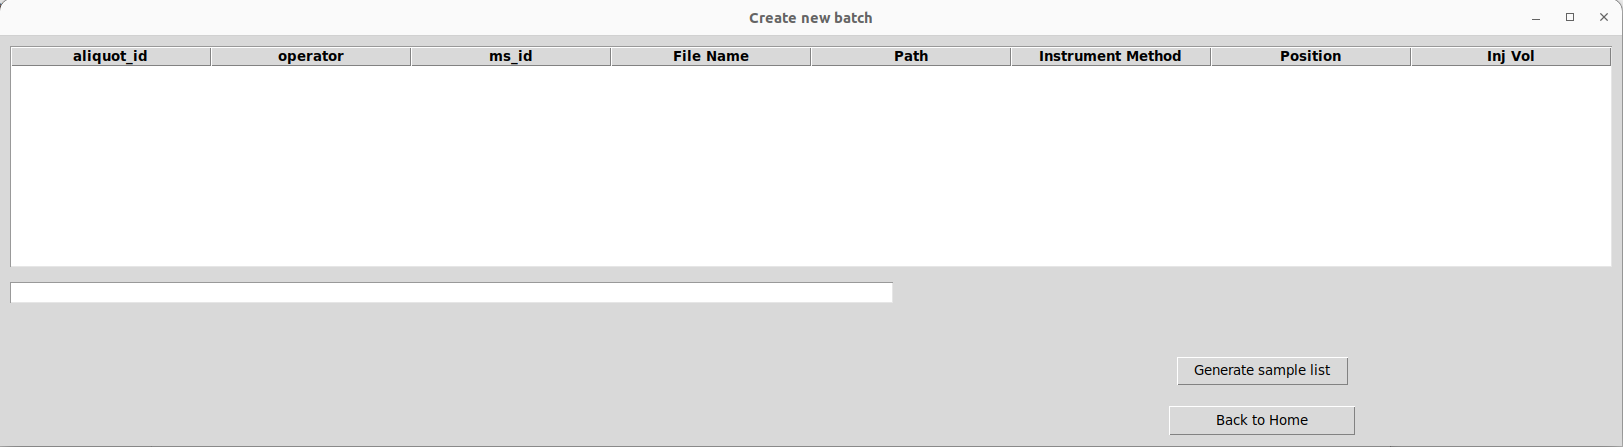 Create new batch
aliquot_id operator ms_id File Name Path Instrument Method Position Inj Vol
Generate sample list
Back to Home